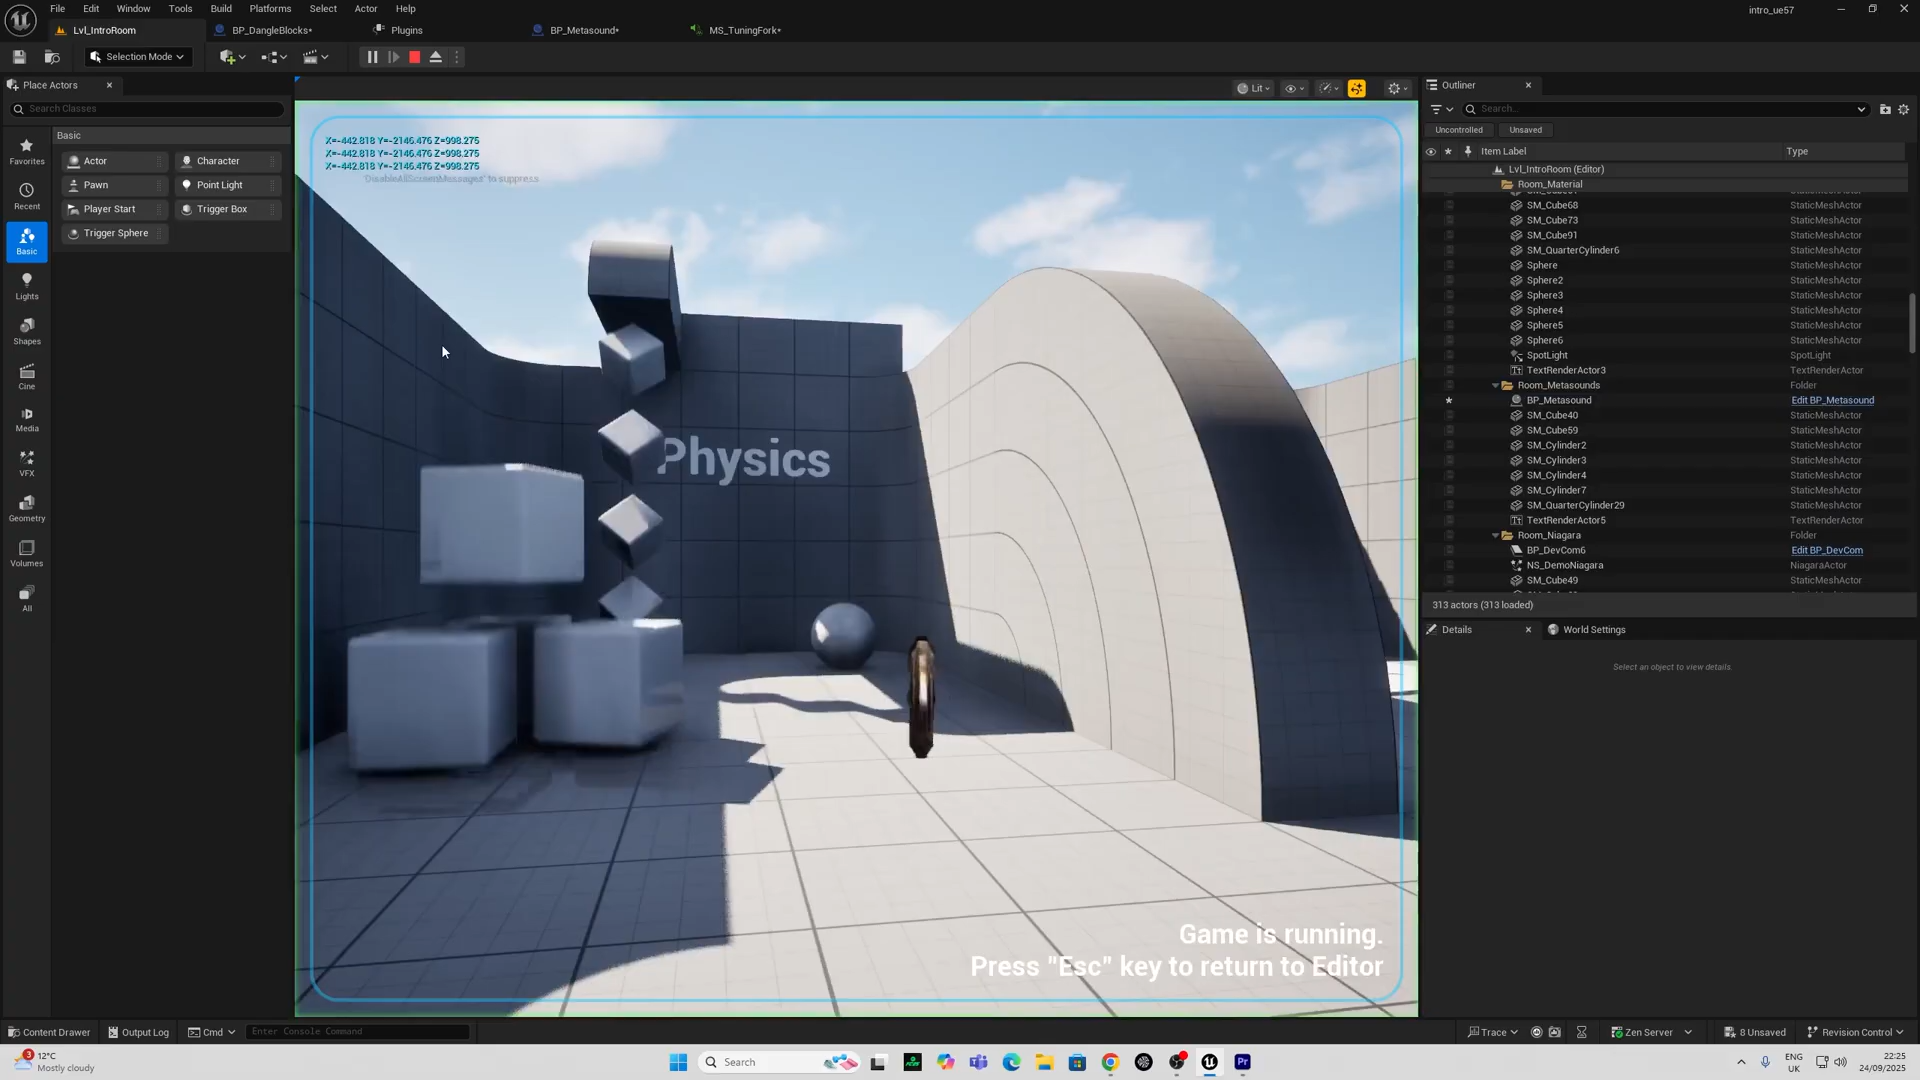 File Edit Window Tools Build Platforms Select Actor Help
intro_ue57
Lvl_IntroRoom BP_DangleBlocks* Plugins BP_Metasound* MS_TuningFork*
Selection Mode
Place Actors
Search Classes
Lit
Outliner
Search...
Uncontrolled Unsaved
Item Label Type
Favorites
Recent
Basic
Lights
Shapes
Cine
Media
VFX
Geometry
Volumes
All
Basic
Actor Character
Pawn Point Light
Player Start Trigger Box
Trigger Sphere
X=-442.818 Y=-2146.476 Z=998.275
X=-442.818 Y=-2146.476 Z=998.275
X=-442.818 Y=-2146.476 Z=998.275
'DisableAllScreenMessages' to suppress
Physics
Game is running.
Press "Esc" key to return to Editor
Lvl_IntroRoom (Editor)
Room_Material
SM_Cube68 StaticMeshActor
SM_Cube73 StaticMeshActor
SM_Cube91 StaticMeshActor
SM_QuarterCylinder6 StaticMeshActor
Sphere StaticMeshActor
Sphere2 StaticMeshActor
Sphere3 StaticMeshActor
Sphere4 StaticMeshActor
Sphere5 StaticMeshActor
Sphere6 StaticMeshActor
SpotLight SpotLight
TextRenderActor3 TextRenderActor
Room_Metasounds Folder
BP_Metasound Edit BP_Metasound
SM_Cube40 StaticMeshActor
SM_Cube59 StaticMeshActor
SM_Cylinder2 StaticMeshActor
SM_Cylinder3 StaticMeshActor
SM_Cylinder4 StaticMeshActor
SM_Cylinder7 StaticMeshActor
SM_QuarterCylinder29 StaticMeshActor
TextRenderActor5 TextRenderActor
Room_Niagara Folder
BP_DevCom6 Edit BP_DevCom
NS_DemoNiagara NiagaraActor
SM_Cube49 StaticMeshActor
313 actors (313 loaded)
Details World Settings
Select an object to view details.
Content Drawer Output Log Cmd Enter Console Command
Trace Zen Server 8 Unsaved Revision Control
3
12°C
Mostly cloudy
Search
ENG
UK
22:25
24/09/2025